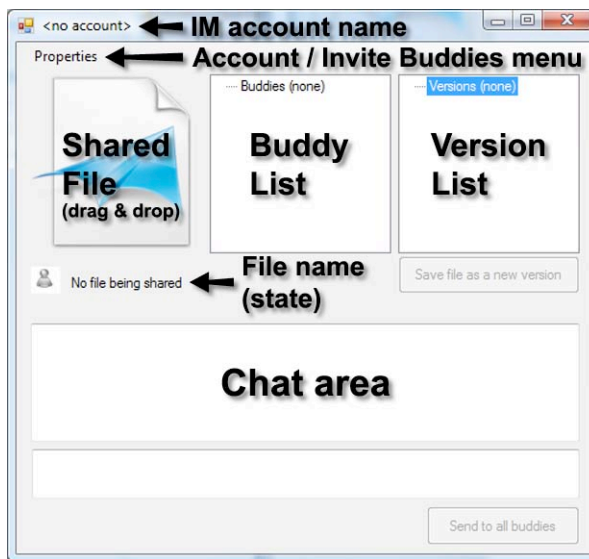 <no account> IM account name
Properties Account / Invite Buddies menu
Buddies (none)
Versions (none)
Shared
File
(drag & drop)
Buddy
List
Version
List
No file being shared
File name
(state)
Save file as a new version
Chat area
Send to all buddies